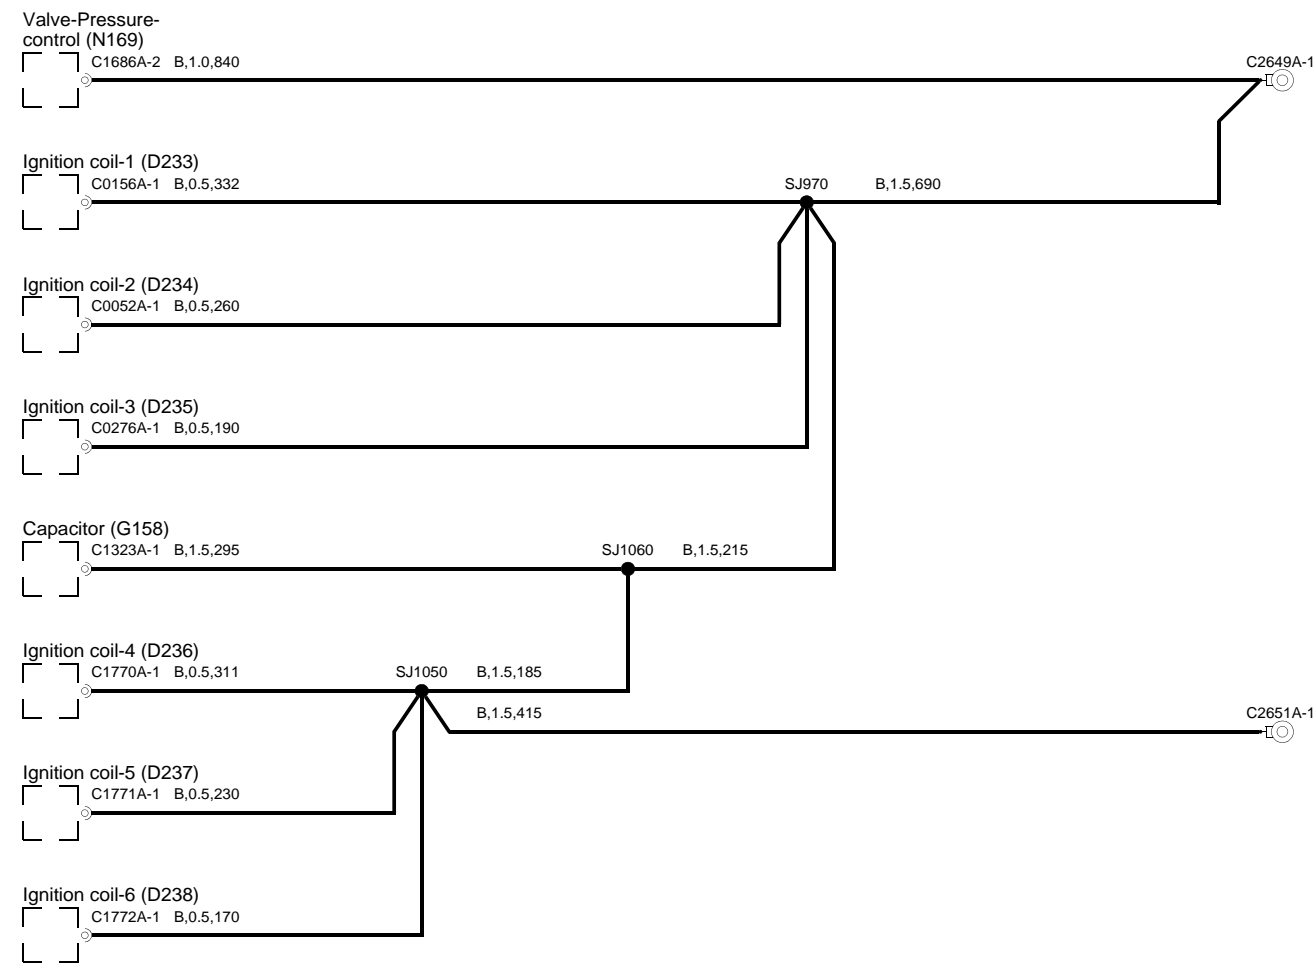 Valve-Pressure-
control (N169)
C1686A-2 B,1.0,840
C2649A-1
Ignition coil-1 (D233)
C0156A-1 B,0.5,332
SJ970
B,1.5,690
Ignition coil-2 (D234)
C0052A-1 B,0.5,260
Ignition coil-3 (D235)
C0276A-1 B,0.5,190
Capacitor (G158)
C1323A-1 B,1.5,295
SJ1060
B,1.5,215
Ignition coil-4 (D236)
C1770A-1 B,0.5,311
SJ1050
B,1.5,185
B,1.5,415
C2651A-1
Ignition coil-5 (D237)
C1771A-1 B,0.5,230
Ignition coil-6 (D238)
C1772A-1 B,0.5,170